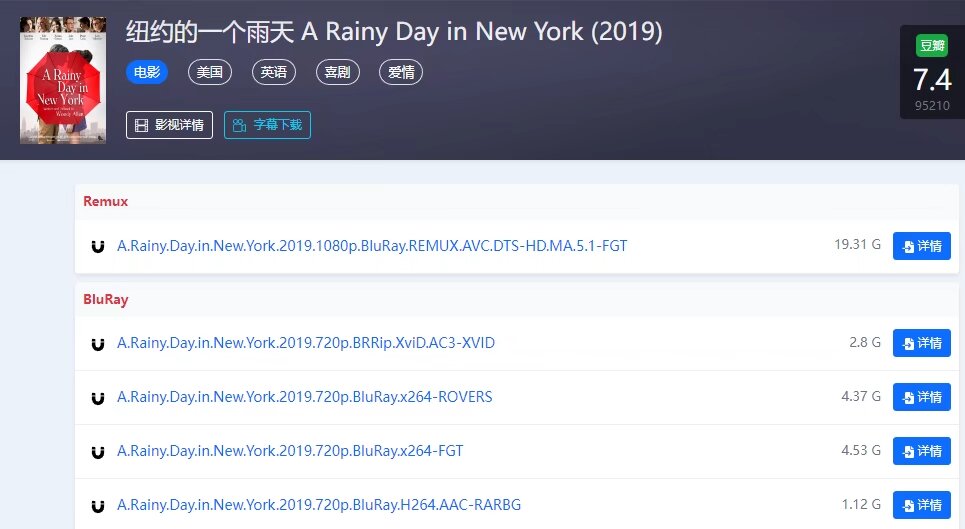 纽约的一个雨天 A Rainy Day in New York (2019)
电影 美国 英语 喜剧 爱情
影视详情 字幕下载
豆瓣
7.4
95210
A Rainy
Day in
New York
Remux
A.Rainy.Day.in.New.York.2019.1080p.BluRay.REMUX.AVC.DTS-HD.MA.5.1-FGT 19.31 G 详情
BluRay
A.Rainy.Day.in.New.York.2019.720p.BRRip.XviD.AC3-XVID 2.8 G 详情
A.Rainy.Day.in.New.York.2019.720p.BluRay.x264-ROVERS 4.37 G 详情
A.Rainy.Day.in.New.York.2019.720p.BluRay.x264-FGT 4.53 G 详情
A.Rainy.Day.in.New.York.2019.720p.BluRay.H264.AAC-RARBG 1.12 G 详情